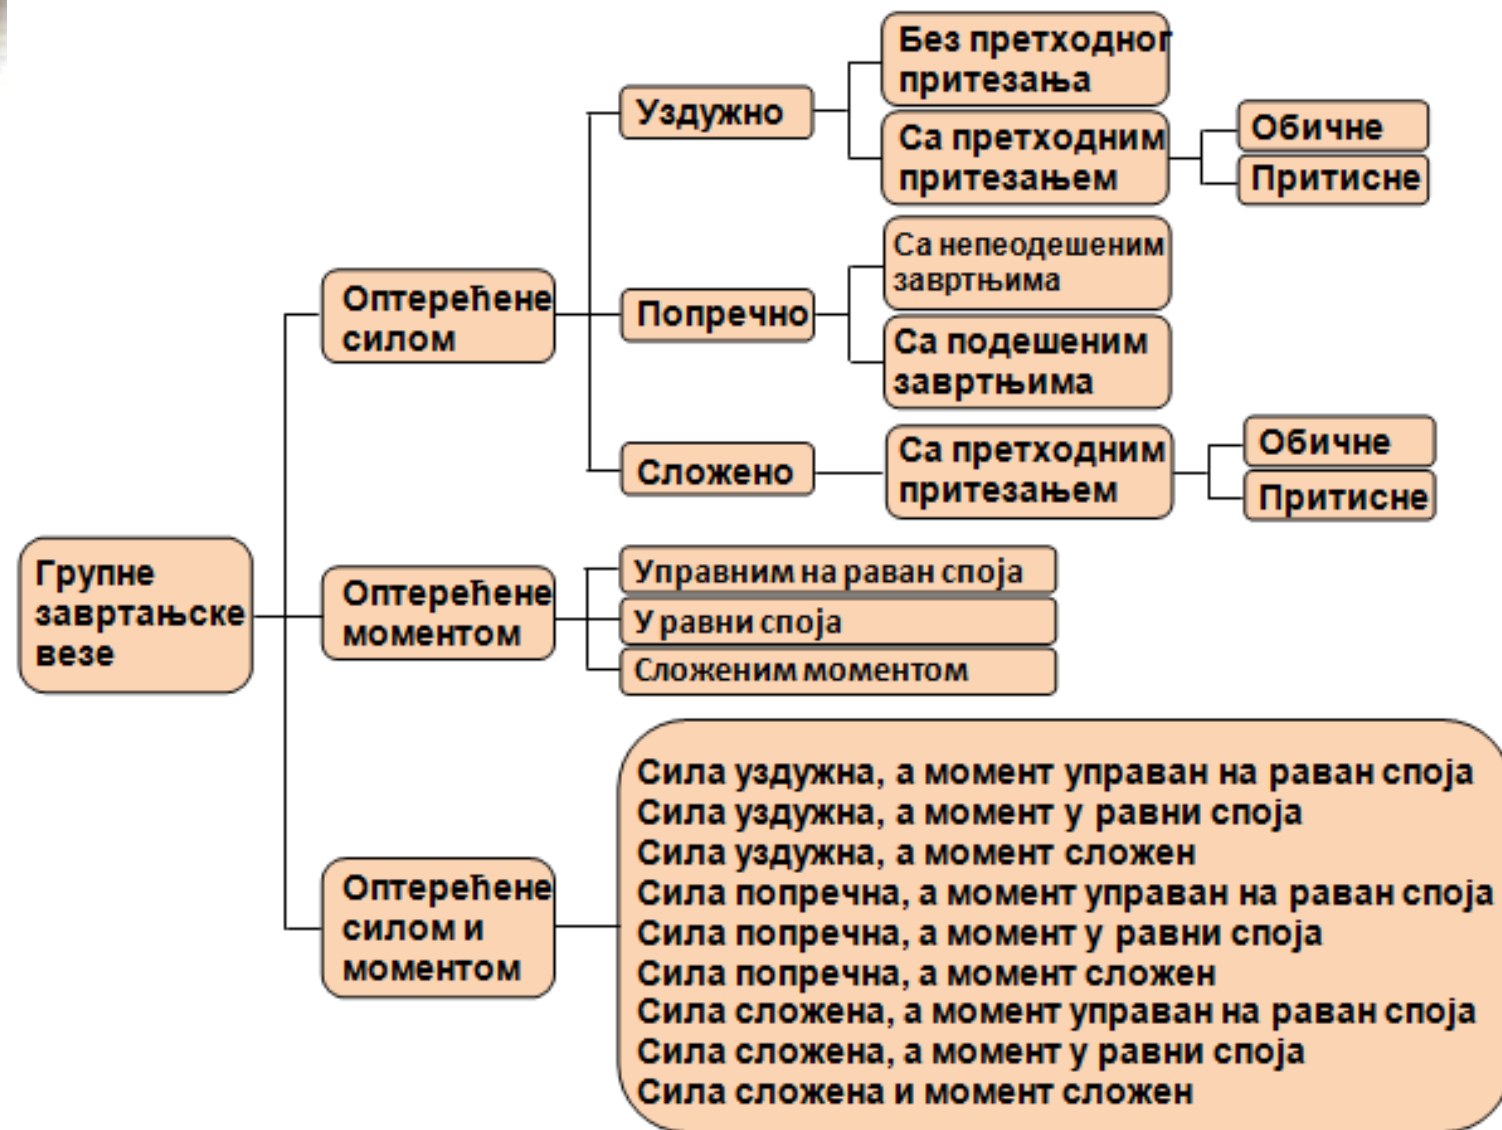 Групне
завртањске
везе
Оптерећене
силом
Уздужно
Без претходног
притезања
Са претходним
притезањем
Обичне
Притисне
Попречно
Са непеодешеним
завртњима
Са подешеним
завртњима
Сложено
Са претходним
притезањем
Обичне
Притисне
Оптерећене
моментом
Управним на раван споја
У равни споја
Сложеним моментом
Оптерећене
силом и
моментом
Сила уздужна, а момент управан на раван споја
Сила уздужна, а момент у равни споја
Сила уздужна, а момент сложен
Сила попречна, а момент управан на раван споја
Сила попречна, а момент у равни споја
Сила попречна, а момент сложен
Сила сложена, а момент управан на раван споја
Сила сложена, а момент у равни споја
Сила сложена и момент сложен